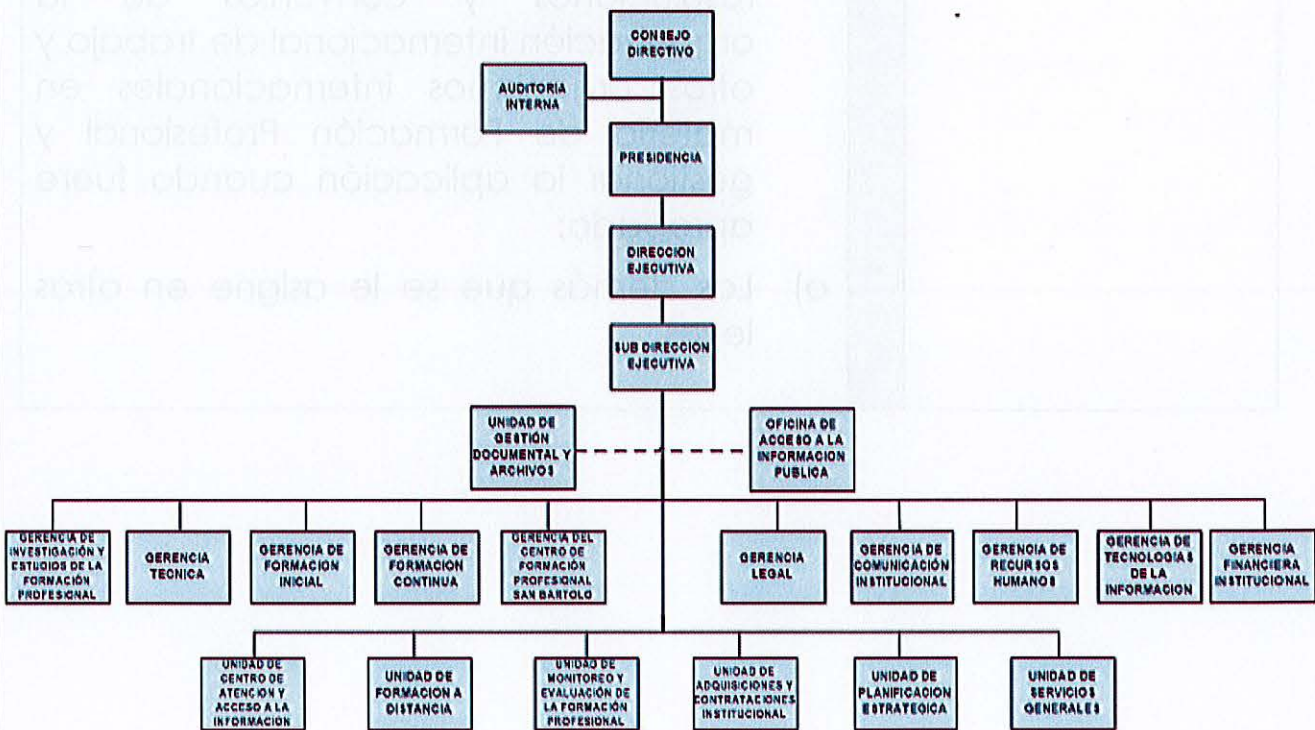 CONSEJO
DIRECTIVO
AUDITORIA
INTERNA
PRESIDENCIA
DIRECCION
EJECUTIVA
SUB DIRECCION
EJECUTIVA
UNIDAD DE
GESTIÓN
DOCUMENTAL Y
ARCHIVOS
OFICINA DE
ACCESO A LA
INFORMACION
PUBLICA
GERENCIA DE
INVESTIGACIÓN Y
ESTUDIOS DE LA
FORMACIÓN
PROFESIONAL
GERENCIA
TECNICA
GERENCIA DE
FORMACION
INICIAL
GERENCIA DE
FORMACION
CONTINUA
GERENCIA DEL
CENTRO DE
FORMACIÓN
PROFESIONAL
SAN BARTOLO
GERENCIA
LEGAL
GERENCIA DE
COMUNICACIÓN
INSTITUCIONAL
GERENCIA DE
RECURSOS
HUMANOS
GERENCIA DE
TECNOLOGIAS
DE LA
INFORMACION
GERENCIA
FINANCIERA
INSTITUCIONAL
UNIDAD DE
CENTRO DE
ATENCION Y
ACCESO A LA
INFORMACIÓN
UNIDAD DE
FORMACION A
DISTANCIA
UNIDAD DE
MONITOREO Y
EVALUACIÓN DE
LA FORMACIÓN
PROFESIONAL
UNIDAD DE
ADQUISICIONES Y
CONTRATACIONES
INSTITUCIONAL
UNIDAD DE
PLANIFICACION
ESTRATEGICA
UNIDAD DE
SERVICIOS
GENERALES